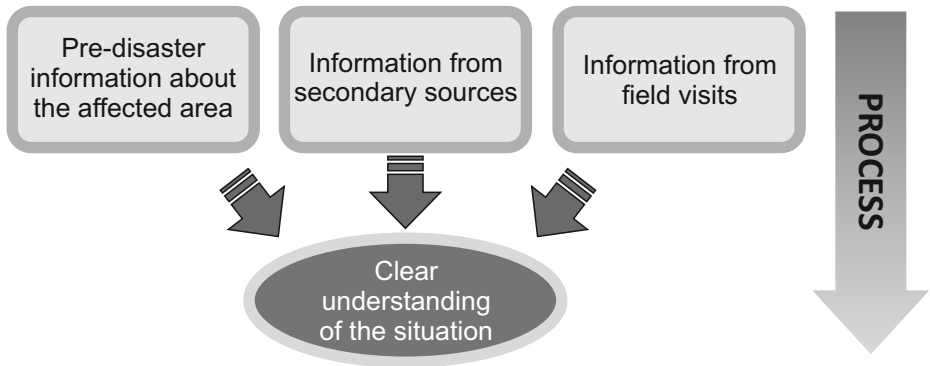 Pre-disaster
information about
the affected area
Information from
secondary sources
Information from
field visits
PROCESS
Clear
understanding
of the situation